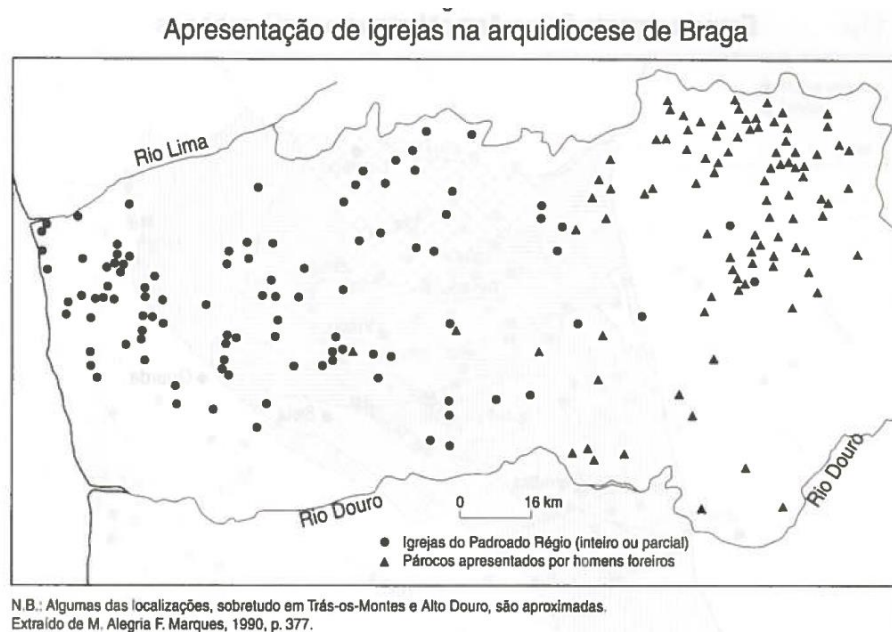 Apresentação de igrejas na arquidiocese de Braga
Rio Lima
Rio Douro
Rio Douro
0 16 km
Igrejas do Padroado Régio (inteiro ou parcial)
Párocos apresentados por homens foreiros
N.B.: Algumas das localizações, sobretudo em Trás-os-Montes e Alto Douro, são aproximadas.
Extraído de M. Alegria F. Marques, 1990, p. 377.